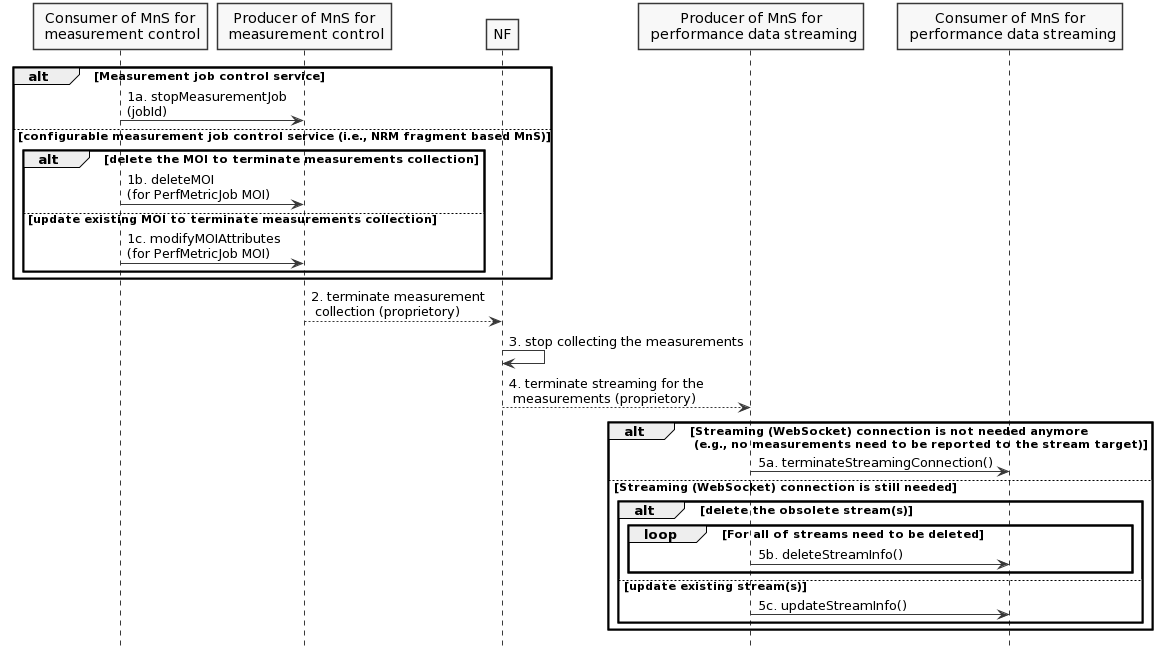 Consumer of MnS for
measurement control
Producer of MnS for
measurement control
NF
Producer of MnS for
performance data streaming
Consumer of MnS for
performance data streaming
alt [Measurement job control service]
1a. stopMeasurementJob
(jobId)
[configurable measurement job control service (i.e., NRM fragment based MnS)]
alt [delete the MOI to terminate measurements collection]
1b. deleteMOI
(for PerfMetricJob MOI)
[update existing MOI to terminate measurements collection]
1c. modifyMOIAttributes
(for PerfMetricJob MOI)
2. terminate measurement
collection (proprietory)
3. stop collecting the measurements
4. terminate streaming for the
measurements (proprietory)
alt [Streaming (WebSocket) connection is not needed anymore
(e.g., no measurements need to be reported to the stream target)]
5a. terminateStreamingConnection()
[Streaming (WebSocket) connection is still needed]
alt [delete the obsolete stream(s)]
loop [For all of streams need to be deleted]
5b. deleteStreamInfo()
[update existing stream(s)]
5c. updateStreamInfo()